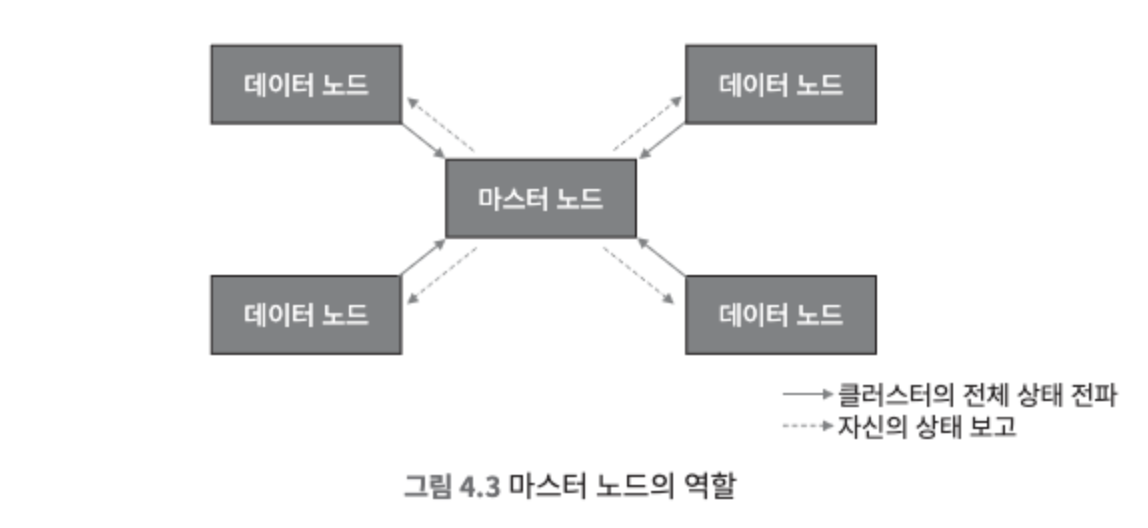 데이터 노드
데이터 노드
마스터 노드
데이터 노드
데이터 노드
클러스터의 전체 상태 전파
자신의 상태 보고
그림 4.3 마스터 노드의 역할